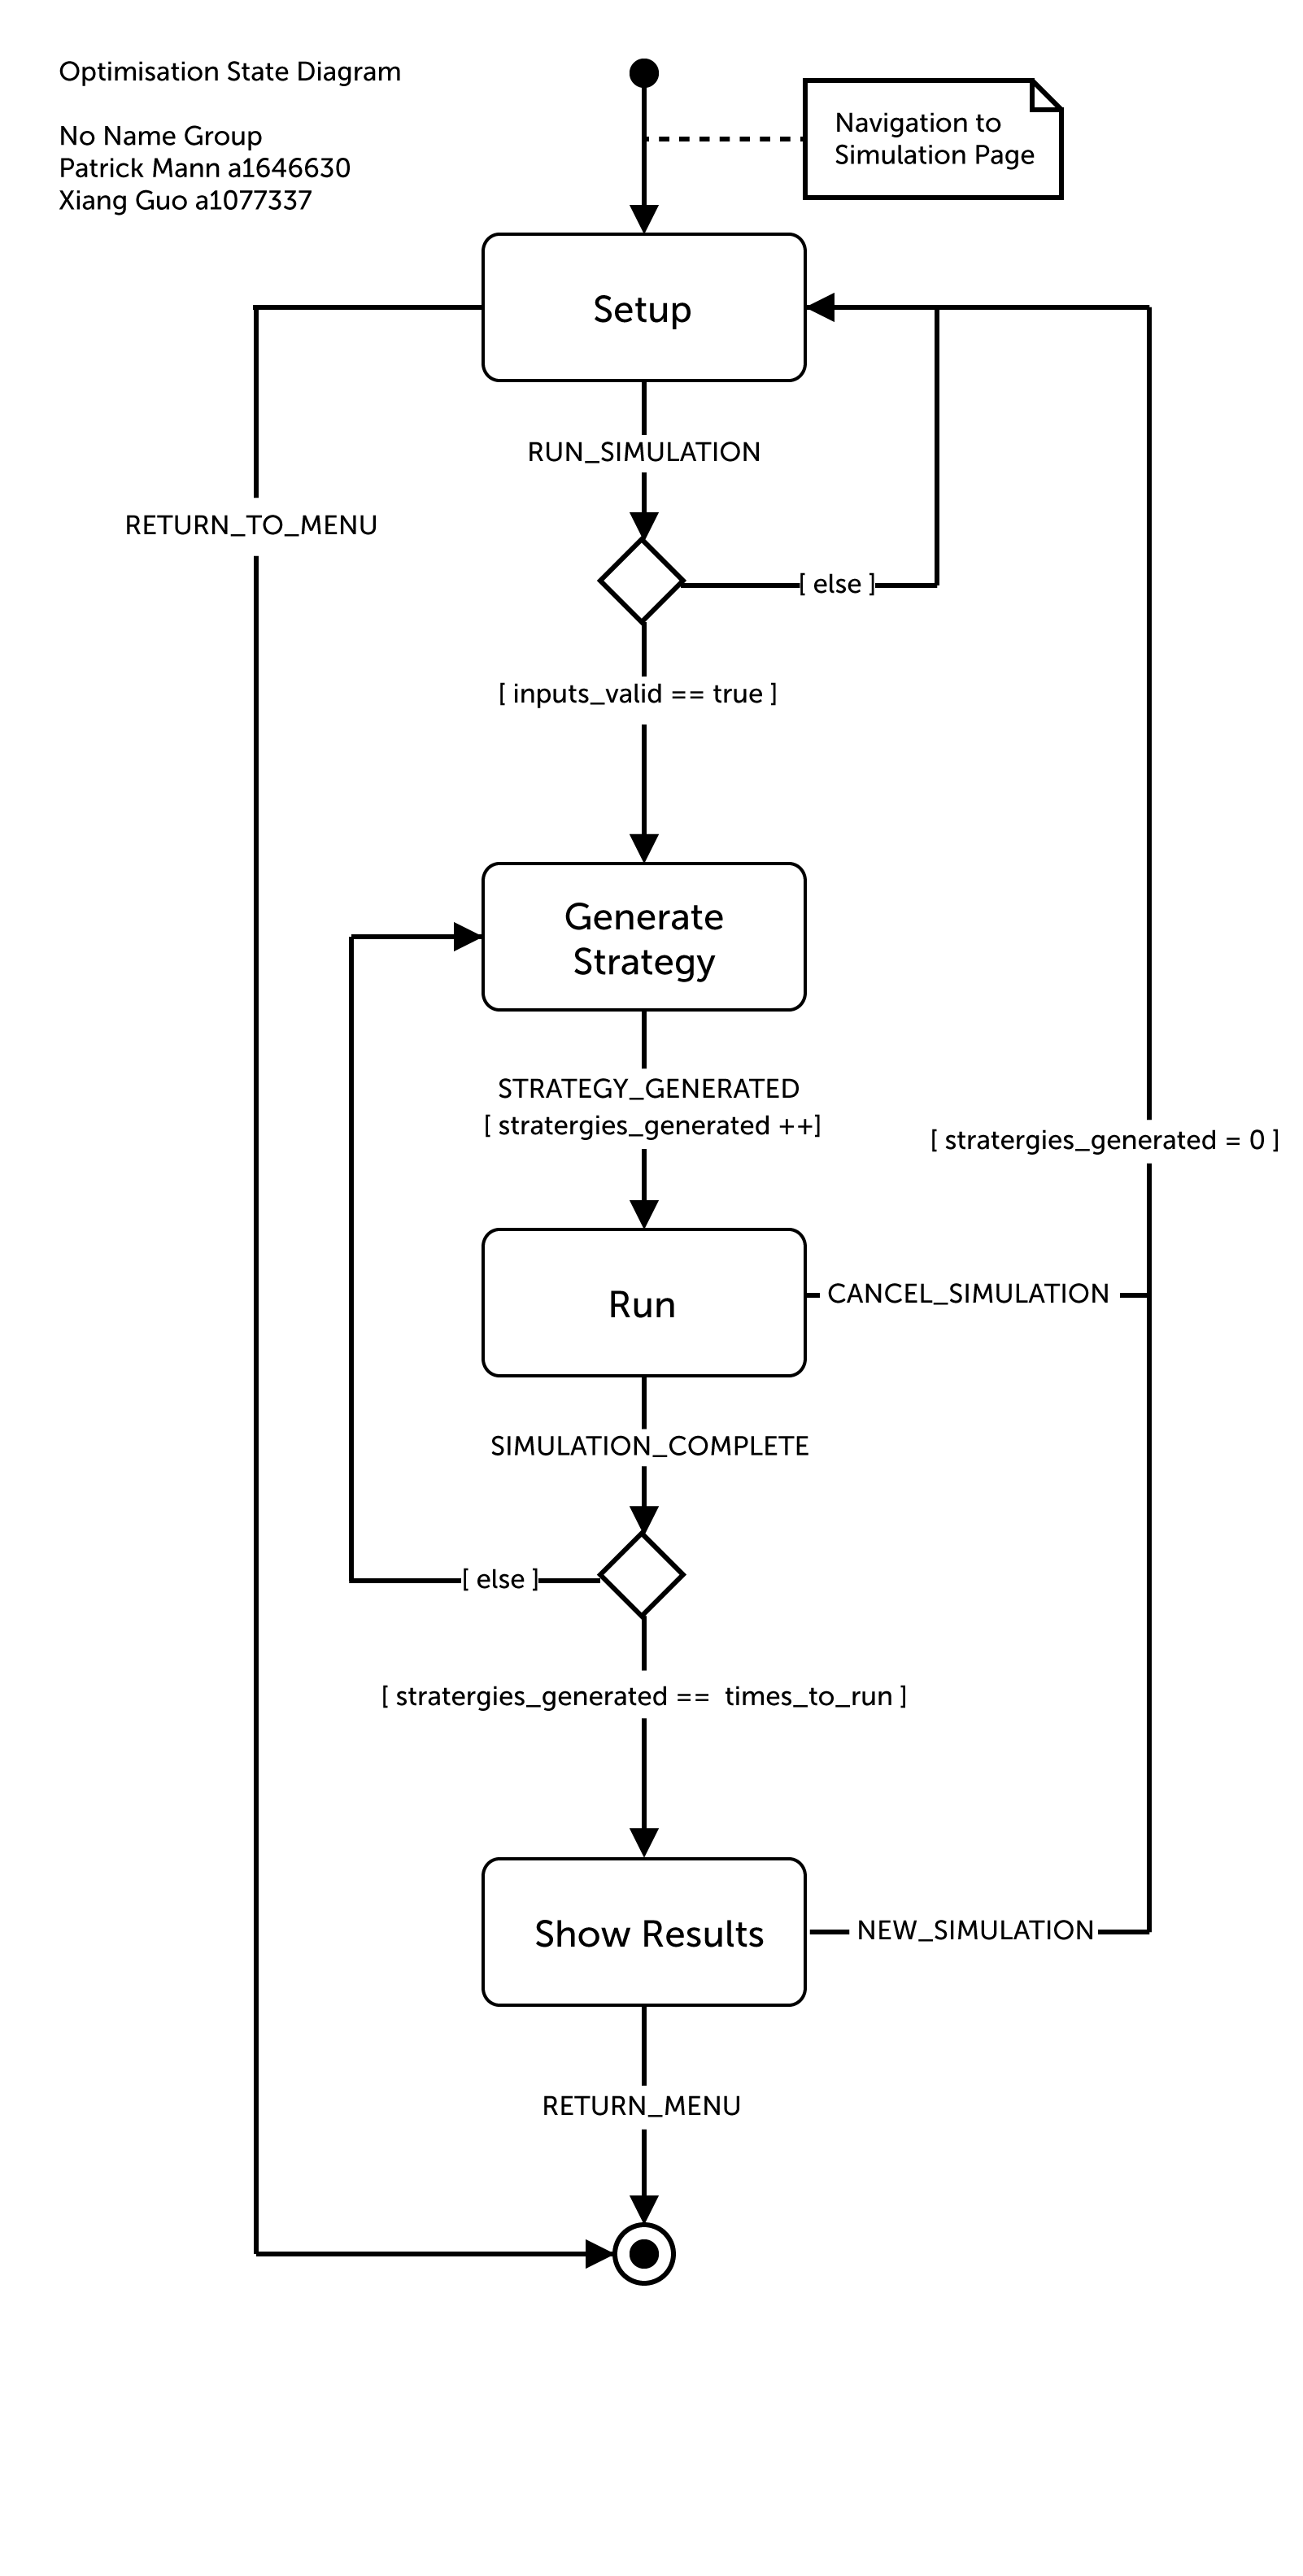 Optimisation State Diagram
No Name Group
Patrick Mann a1646630
Xiang Guo a1077337
Navigation to
Simulation Page
Setup
RUN_SIMULATION
RETURN_TO_MENU
[ else ]
[ inputs_valid == true ]
Generate
Strategy
STRATEGY_GENERATED
[ stratergies_generated ++]
[ stratergies_generated = 0 ]
Run
CANCEL_SIMULATION
SIMULATION_COMPLETE
[ else ]
[ stratergies_generated == times_to_run ]
Show Results
NEW_SIMULATION
RETURN_MENU